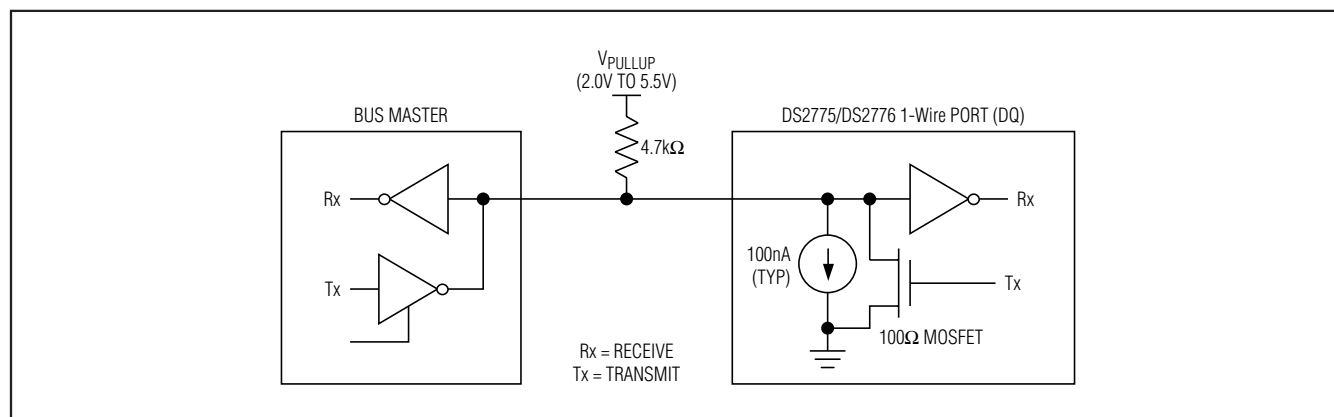 VPULLUP
(2.0V TO 5.5V)
BUS MASTER
DS2775/DS2776 1-Wire PORT (DQ)
4.7kΩ
Rx
Rx
100nA
(TYP)
Tx
Tx
100Ω MOSFET
Rx = RECEIVE
Tx = TRANSMIT